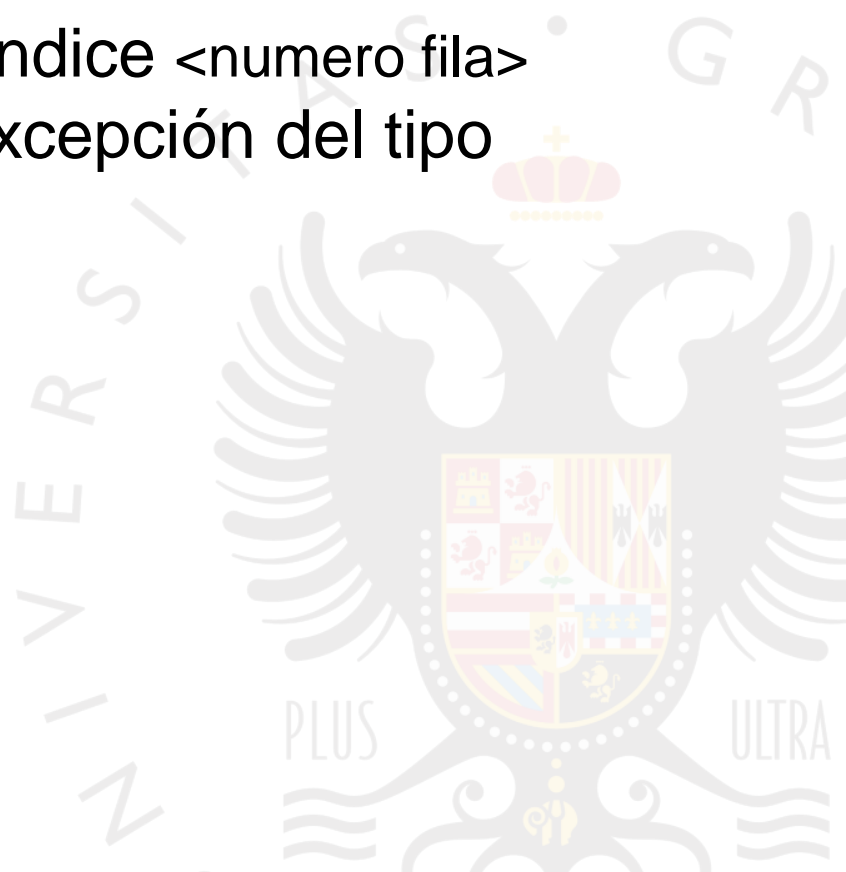 ndice <numero fila>
xcepción del tipo
S I T A S • G R
N I V E R
PLUS ULTRA